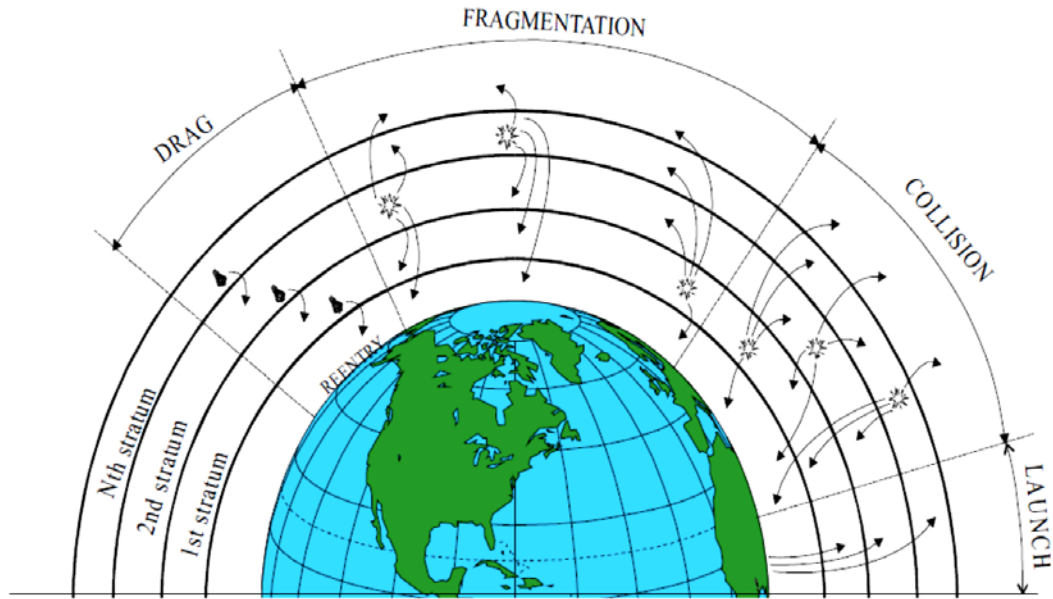 FRAGMENTATION
DRAG
COLLISION
REENTRY
Nth stratum
2nd stratum
1st stratum
LAUNCH